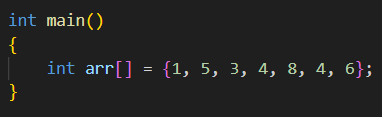 int main()
{
    int arr[] = {1, 5, 3, 4, 8, 4, 6};
}